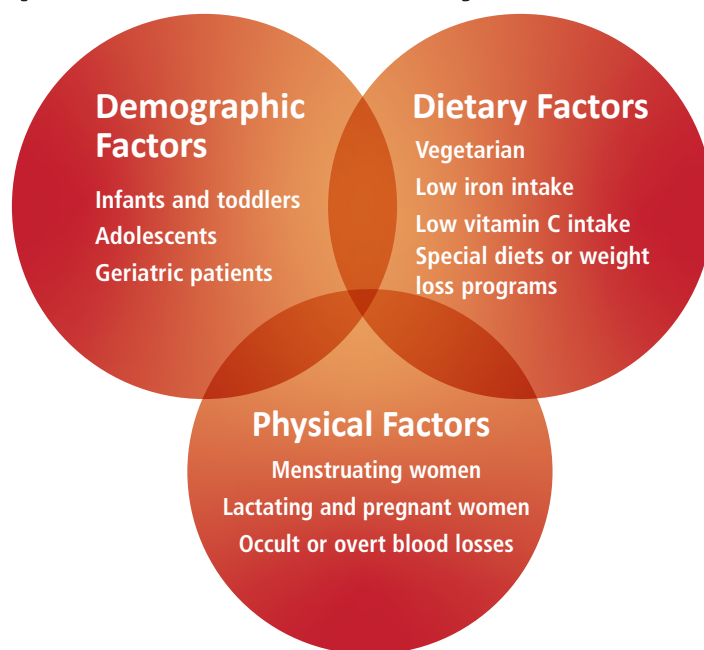 Demographic
Factors
Infants and toddlers
Adolescents
Geriatric patients
Dietary Factors
Vegetarian
Low iron intake
Low vitamin C intake
Special diets or weight
loss programs
Physical Factors
Menstruating women
Lactating and pregnant women
Occult or overt blood losses